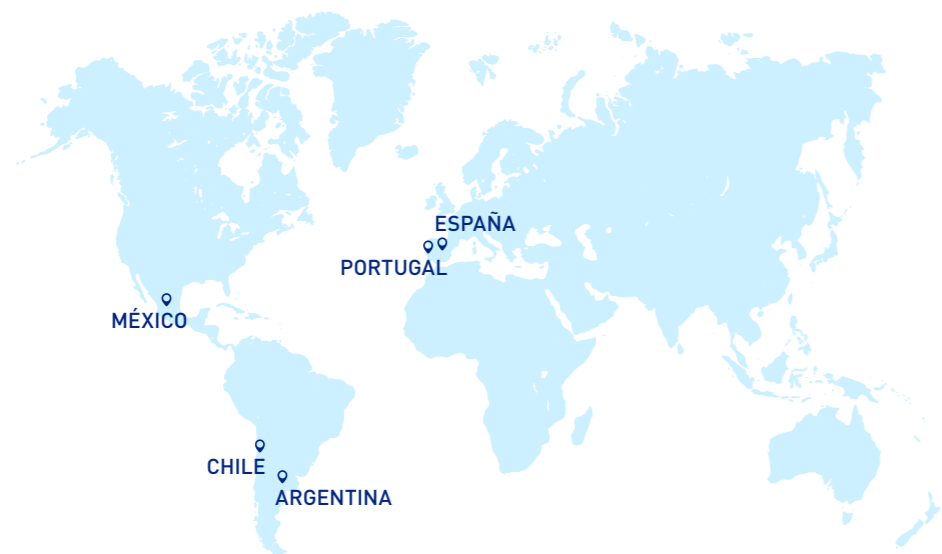 ESPAÑA
PORTUGAL
MÉXICO
CHILE
ARGENTINA